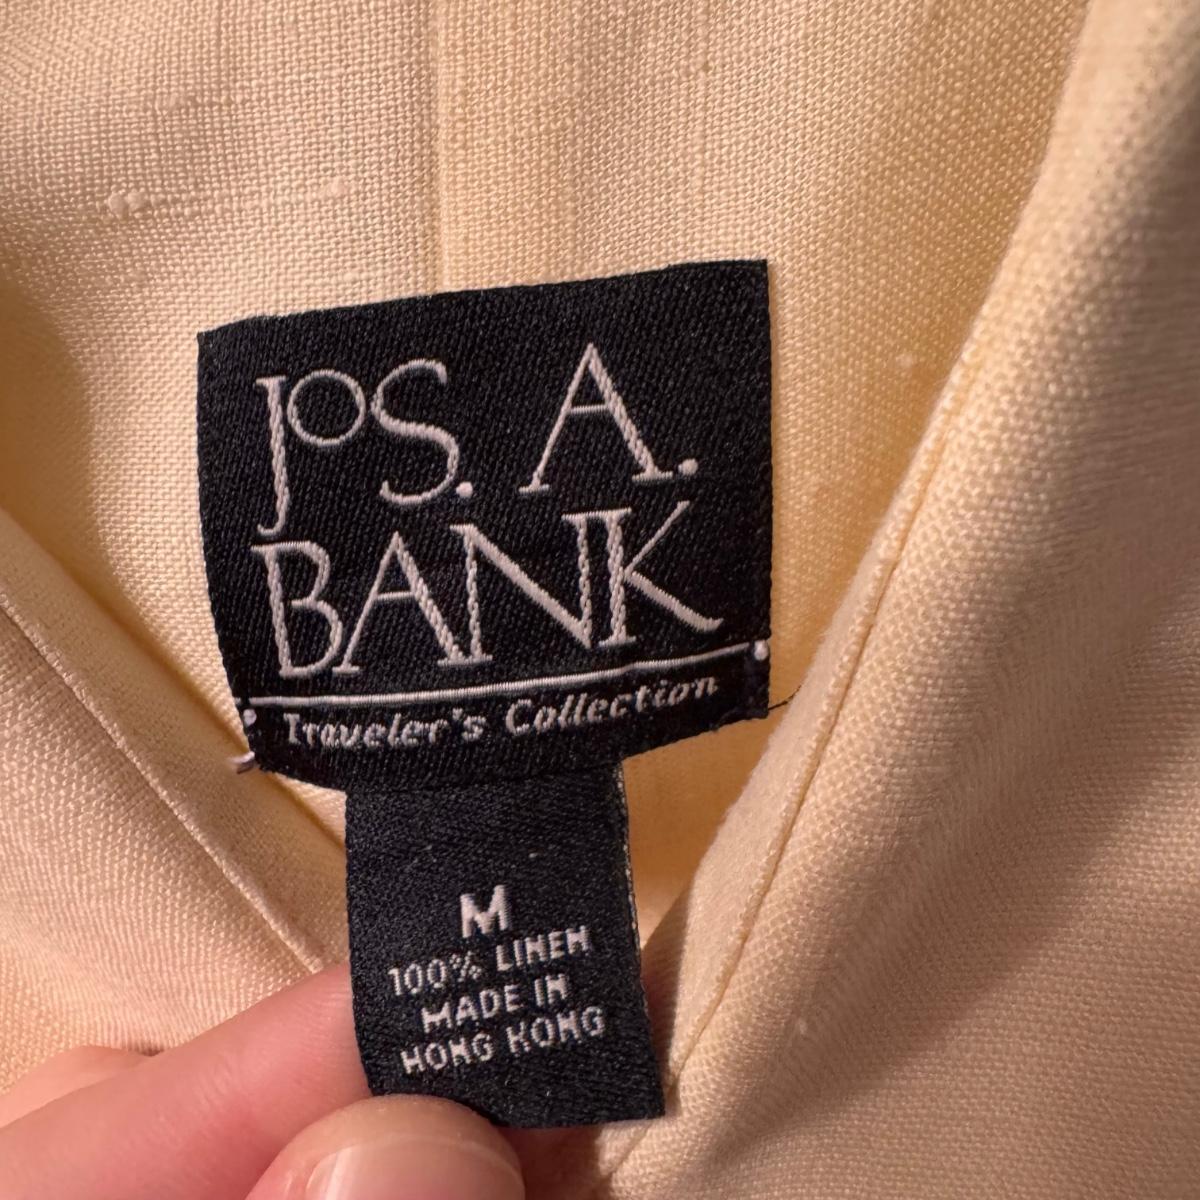 JOS. A.
BANK
Traveler's Collection
M
100% LINEN
MADE IN
HONG KONG